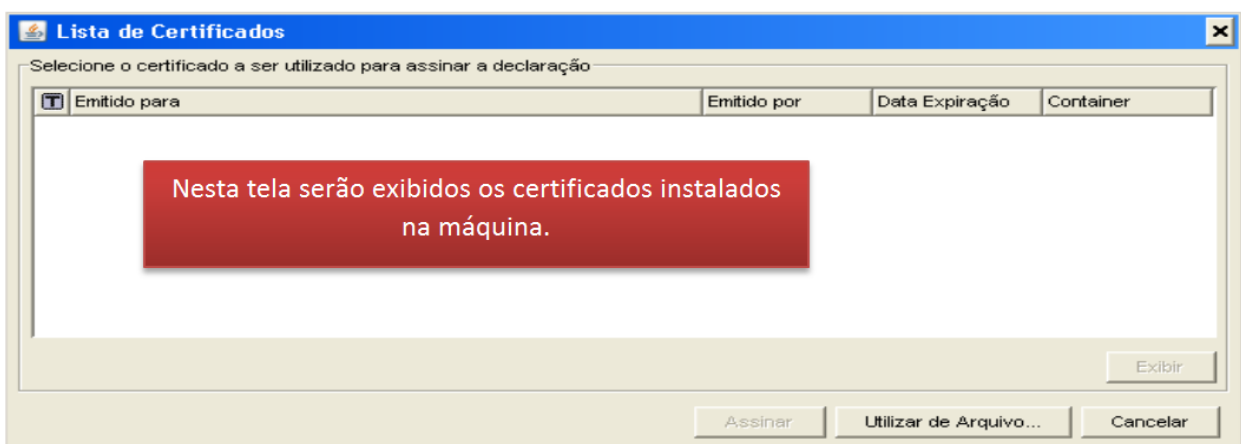 Lista de Certificados
Selecione o certificado a ser utilizado para assinar a declaração
T Emitido para Emitido por Data Expiração Container
Nesta tela serão exibidos os certificados instalados
na máquina.
Exibir
Assinar Utilizar de Arquivo... Cancelar